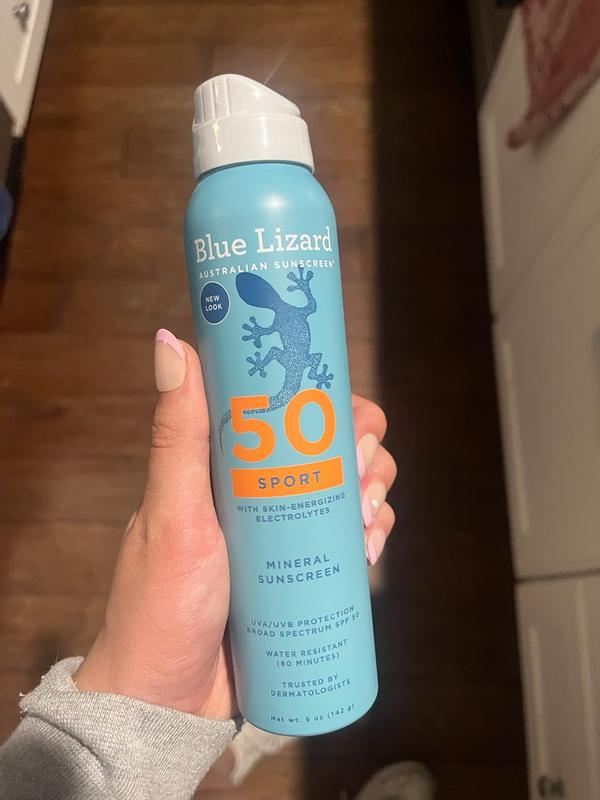 Blue Lizard
AUSTRALIAN SUNSCREEN®
NEW
LOOK
50
SPORT
WITH SKIN-ENERGIZING
ELECTROLYTES
MINERAL
SUNSCREEN
UVA/UVB PROTECTION
BROAD SPECTRUM SPF 50
WATER RESISTANT
(80 MINUTES)
TRUSTED BY
DERMATOLOGISTS
Net wt. 5 oz (142 g)